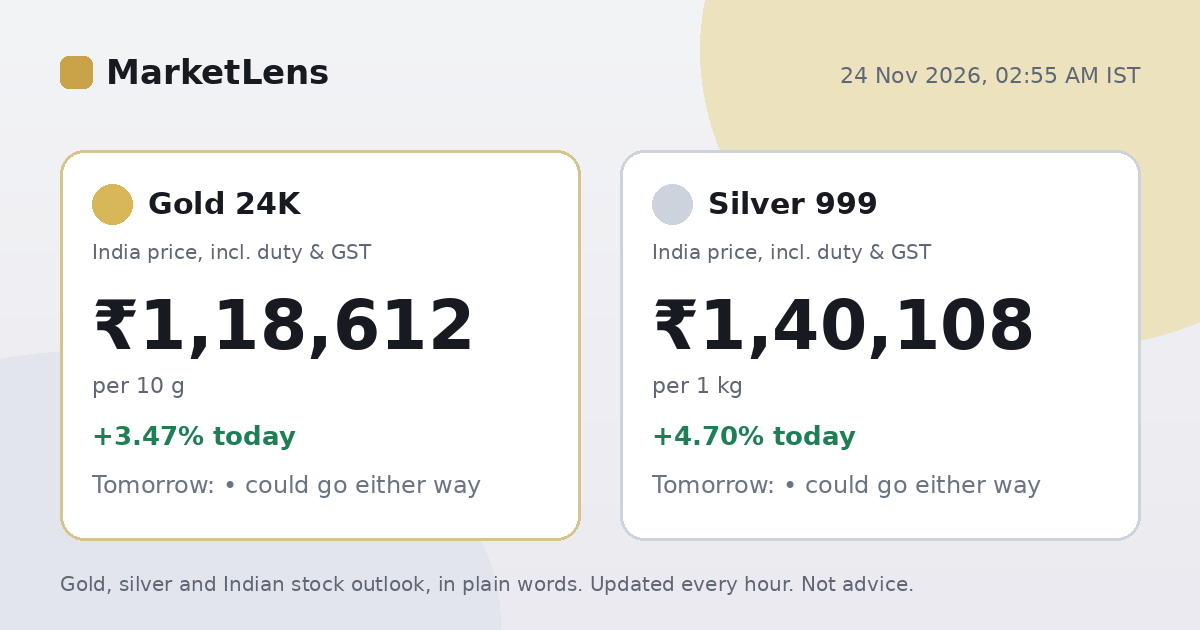 MarketLens
24 Nov 2026, 02:55 AM IST
Gold 24K
India price, incl. duty & GST
₹1,18,612
per 10 g
+3.47% today
Tomorrow: • could go either way
Silver 999
India price, incl. duty & GST
₹1,40,108
per 1 kg
+4.70% today
Tomorrow: • could go either way
Gold, silver and Indian stock outlook, in plain words. Updated every hour. Not advice.